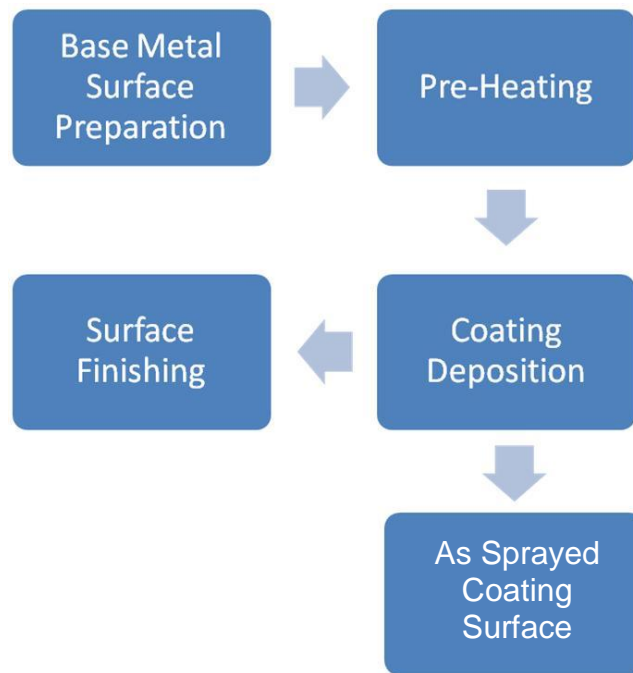 Base Metal
Surface
Preparation
Pre-Heating
Surface
Finishing
Coating
Deposition
As Sprayed
Coating
Surface